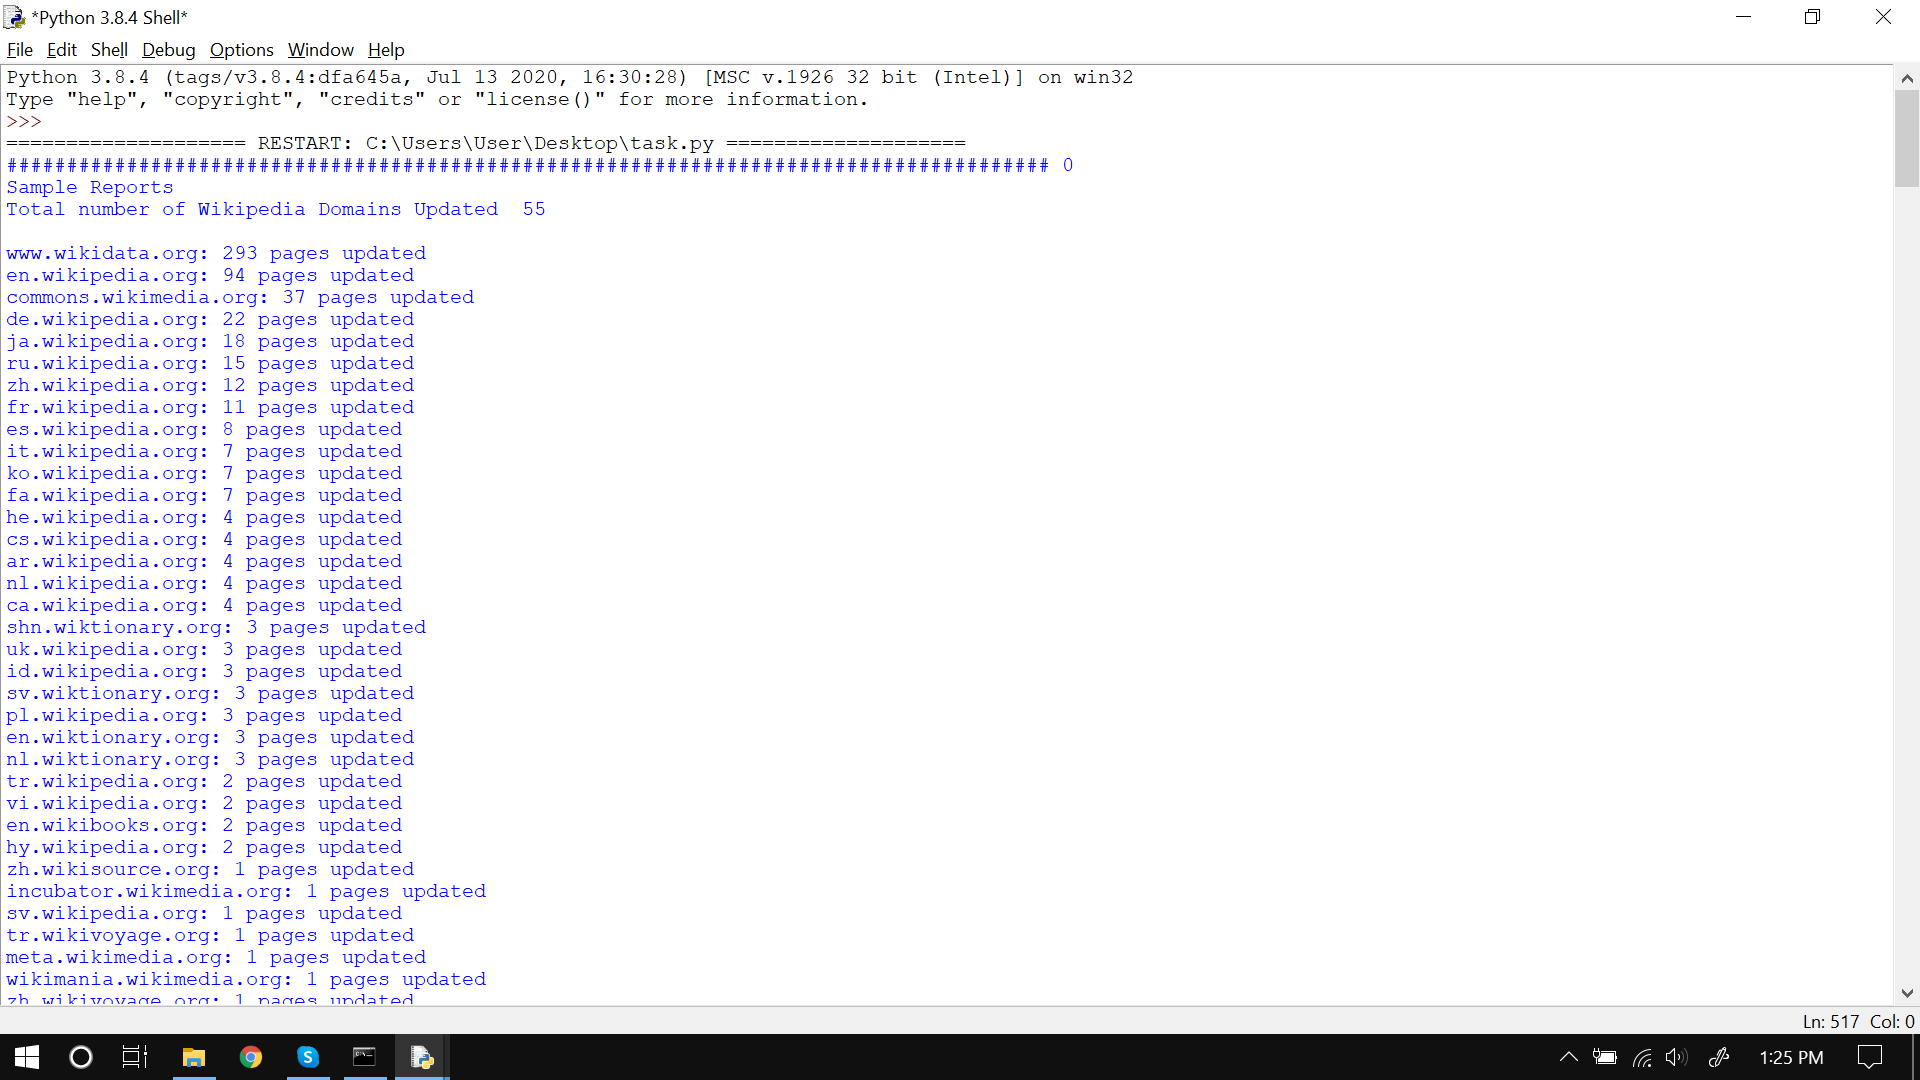 *Python 3.8.4 Shell*
File Edit Shell Debug Options Window Help
Python 3.8.4 (tags/v3.8.4:dfa645a, Jul 13 2020, 16:30:28) [MSC v.1926 32 bit (Intel)] on win32
Type "help", "copyright", "credits" or "license()" for more information.
>>>
==================== RESTART: C:\Users\User\Desktop\task.py ====================
####################################################################################### 0
Sample Reports
Total number of Wikipedia Domains Updated  55
www.wikidata.org: 293 pages updated
en.wikipedia.org: 94 pages updated
commons.wikimedia.org: 37 pages updated
de.wikipedia.org: 22 pages updated
ja.wikipedia.org: 18 pages updated
ru.wikipedia.org: 15 pages updated
zh.wikipedia.org: 12 pages updated
fr.wikipedia.org: 11 pages updated
es.wikipedia.org: 8 pages updated
it.wikipedia.org: 7 pages updated
ko.wikipedia.org: 7 pages updated
fa.wikipedia.org: 7 pages updated
he.wikipedia.org: 4 pages updated
cs.wikipedia.org: 4 pages updated
ar.wikipedia.org: 4 pages updated
nl.wikipedia.org: 4 pages updated
ca.wikipedia.org: 4 pages updated
shn.wiktionary.org: 3 pages updated
uk.wikipedia.org: 3 pages updated
id.wikipedia.org: 3 pages updated
sv.wiktionary.org: 3 pages updated
pl.wikipedia.org: 3 pages updated
en.wiktionary.org: 3 pages updated
nl.wiktionary.org: 3 pages updated
tr.wikipedia.org: 2 pages updated
vi.wikipedia.org: 2 pages updated
en.wikibooks.org: 2 pages updated
hy.wikipedia.org: 2 pages updated
zh.wikisource.org: 1 pages updated
incubator.wikimedia.org: 1 pages updated
sv.wikipedia.org: 1 pages updated
tr.wikivoyage.org: 1 pages updated
meta.wikimedia.org: 1 pages updated
wikimania.wikimedia.org: 1 pages updated
zh.wikivoyage.org: 1 pages updated
Ln: 517 Col: 0
1:25 PM